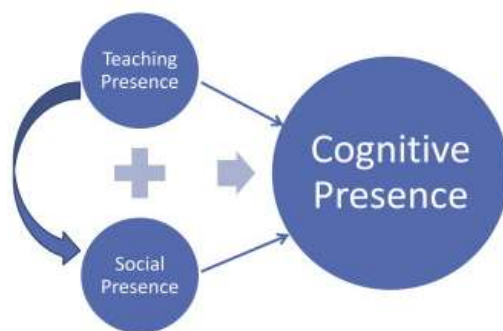 Teaching
Presence
Cognitive
Presence
Social
Presence